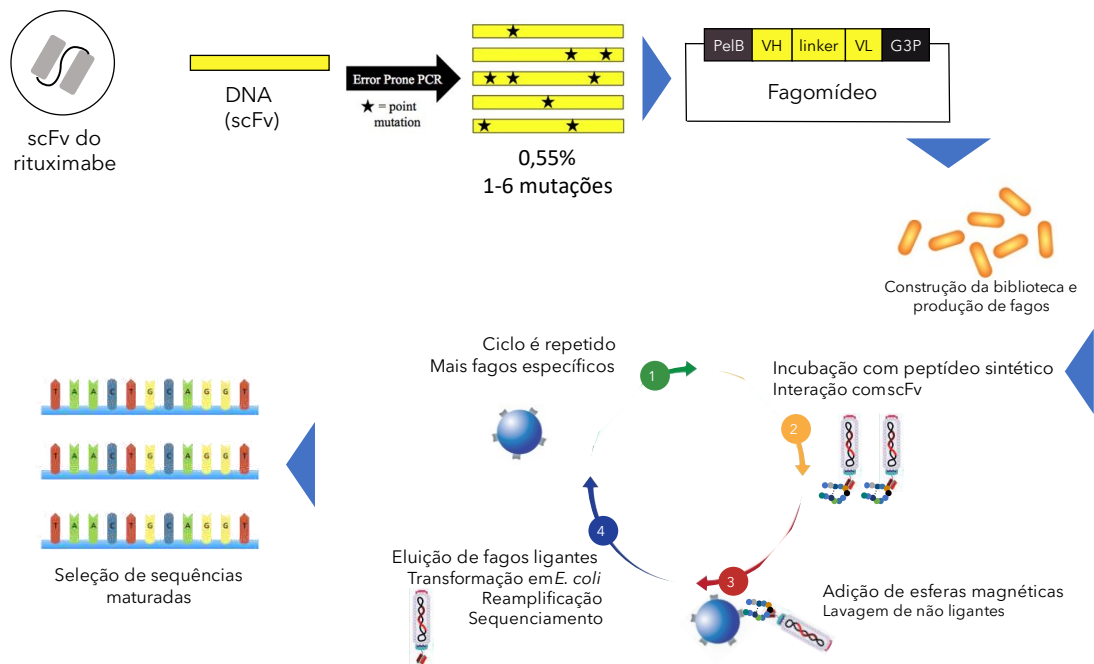 scFv do
rituximabe
DNA
(scFv)
Error Prone PCR
★ = point
mutation
0,55%
1-6 mutações
PelB VH linker VL G3P
Fagomídeo
Construção da biblioteca e
produção de fagos
Ciclo é repetido
Mais fagos específicos
1
Incubação com peptídeo sintético
Interação comscFv
2
3
Adição de esferas magnéticas
Lavagem de não ligantes
4
Eluição de fagos ligantes
Transformação em E. coli
Reamplificação
Sequenciamento
T A A C T G C A G G T
T A A C T G C A G G T
T A A C T G C A G G T
Seleção de sequências
maturadas